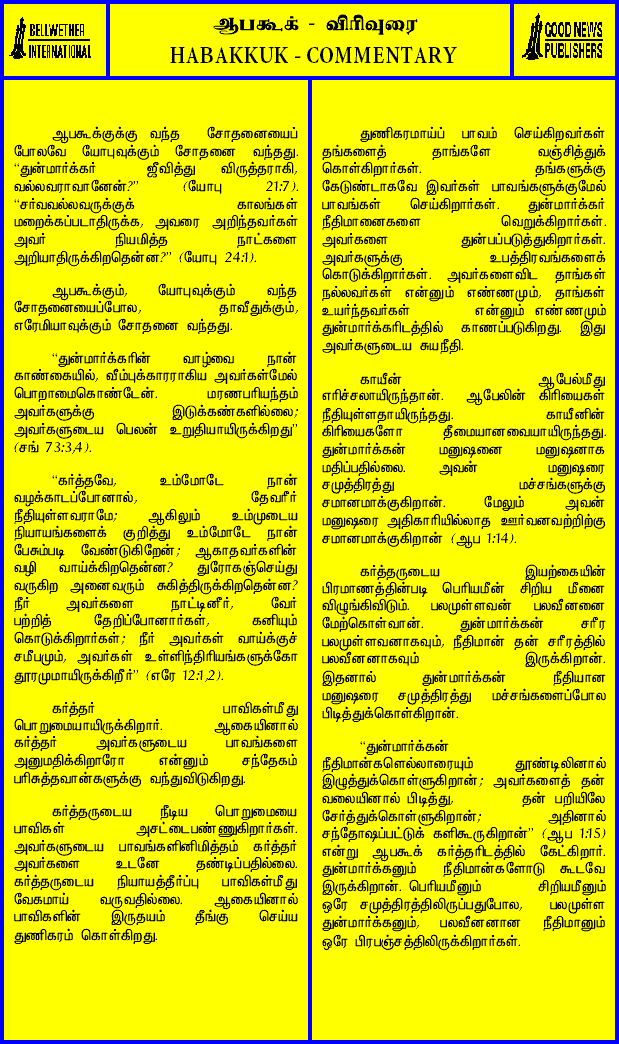 BELLWETHER
INTERNATIONAL
ஆபகூக் - விரிவுரை
HABAKKUK - COMMENTARY
GOOD NEWS
PUBLISHERS
ஆபகூக்குக்கு வந்த சோதனையைப்
போலவே யோபுவுக்கும் சோதனை வந்தது.
“துன்மார்க்கர் ஜீவித்து விருத்தராகி,
வல்லவராவானேன்?” (யோபு 21:7).
“சர்வவல்லவருக்குக் காலங்கள்
மறைக்கப்படாதிருக்க, அவரை அறிந்தவர்கள்
அவர் நியமித்த நாட்களை
அறியாதிருக்கிறதென்ன?” (யோபு 24:1).
ஆபகூக்கும், யோபுவுக்கும் வந்த
சோதனையைப்போல, தாவீதுக்கும்,
எரேமியாவுக்கும் சோதனை வந்தது.
“துன்மார்க்கரின் வாழ்வை நான்
காண்கையில், வீம்புக்காரராகிய அவர்கள்மேல்
பொறாமைகொண்டேன். மரணபரியந்தம்
அவர்களுக்கு இடுக்கண்களில்லை;
அவர்களுடைய பெலன் உறுதியாயிருக்கிறது”
(சங் 73:3,4).
“கர்த்தவே, உம்மோடே நான்
வழக்காடப்போனால், தேவரீர்
நீதியுள்ளவராமே; ஆகிலும் உம்முடைய
நியாயங்களைக் குறித்து உம்மோடே நான்
பேசும்படி வேண்டுகிறேன்; ஆகாதவர்களின்
வழி வாய்க்கிறதென்ன? துரோகஞ்செய்து
வருகிற அனைவரும் சுகித்திருக்கிறதென்ன?
நீர் அவர்களை நாட்டினீர், வேர்
பற்றித் தேறிப்போனார்கள், கனியும்
கொடுக்கிறார்கள்; நீர் அவர்கள் வாய்க்குச்
சமீபமும், அவர்கள் உள்ளிந்திரியங்களுக்கோ
தூரமுமாயிருக்கிறீர்” (எரே 12:1,2).
கர்த்தர் பாவிகள்மீது
பொறுமையாயிருக்கிறார். ஆகையினால்
கர்த்தர் அவர்களுடைய பாவங்களை
அனுமதிக்கிறாரோ என்னும் சந்தேகம்
பரிசுத்தவான்களுக்கு வந்துவிடுகிறது.
கர்த்தருடைய நீடிய பொறுமையை
பாவிகள் அசட்டைபண்ணுகிறார்கள்.
அவர்களுடைய பாவங்களினிமித்தம் கர்த்தர்
அவர்களை உடனே தண்டிப்பதில்லை.
கர்த்தருடைய நியாயத்தீர்ப்பு பாவிகள்மீது
வேகமாய் வருவதில்லை. ஆகையினால்
பாவிகளின் இருதயம் தீங்கு செய்ய
துணிகரம் கொள்கிறது.
துணிகரமாய்ப் பாவம் செய்கிறவர்கள்
தங்களைத் தாங்களே வஞ்சித்துக்
கொள்கிறார்கள். தங்களுக்கு
கேடுண்டாகவே இவர்கள் பாவங்களுக்குமேல்
பாவங்கள் செய்கிறார்கள். துன்மார்க்கர்
நீதிமானைகளை வெறுக்கிறார்கள்.
அவர்களை துன்பப்படுத்துகிறார்கள்.
அவர்களுக்கு உபத்திரவங்களைக்
கொடுக்கிறார்கள். அவர்களைவிட தாங்கள்
நல்லவர்கள் என்னும் எண்ணமும், தாங்கள்
உயர்ந்தவர்கள் என்னும் எண்ணமும்
துன்மார்க்கரிடத்தில் காணப்படுகிறது. இது
அவர்களுடைய சுயநீதி.
காயீன் ஆபேல்மீது
எரிச்சலாயிருந்தான். ஆபேலின் கிரியைகள்
நீதியுள்ளதாயிருந்தது. காயீனின்
கிரியைகளோ தீமையானவையாயிருந்தது.
துன்மார்க்கன் மனுஷனை மனுஷனாக
மதிப்பதில்லை. அவன் மனுஷரை
சமுத்திரத்து மச்சங்களுக்கு
சமானமாக்குகிறான். மேலும் அவன்
மனுஷரை அதிகாரியில்லாத ஊர்வனவற்றிற்கு
சமானமாக்குகிறான் (ஆப 1:14).
கர்த்தருடைய இயற்கையின்
பிரமாணத்தின்படி பெரியமீன் சிறிய மீனை
விழுங்கிவிடும். பலமுள்ளவன் பலவீனனை
மேற்கொள்வான். துன்மார்க்கன் சரீர
பலமுள்ளவனாகவும், நீதிமான் தன் சரீரத்தில்
பலவீனனாகவும் இருக்கிறான்.
இதனால் துன்மார்க்கன் நீதியான
மனுஷரை சமுத்திரத்து மச்சங்களைப்போல
பிடித்துக்கொள்கிறான்.
“துன்மார்க்கன்
நீதிமான்களெல்லாரையும் தூண்டிலினால்
இழுத்துக்கொள்ளுகிறான்; அவர்களைத் தன்
வலையினால் பிடித்து, தன் பறியிலே
சேர்த்துக்கொள்ளுகிறான்; அதினால்
சந்தோஷப்பட்டுக் களிகூருகிறான்” (ஆப 1:15)
என்று ஆபகூக் கர்த்தரிடத்தில் கேட்கிறார்.
துன்மார்க்கனும் நீதிமான்களோடு கூடவே
இருக்கிறான். பெரியமீனும் சிறியமீனும்
ஒரே சமுத்திரத்திலிருப்பதுபோல, பலமுள்ள
துன்மார்க்கனும், பலவீனனான நீதிமானும்
ஒரே பிரபஞ்சத்திலிருக்கிறார்கள்.